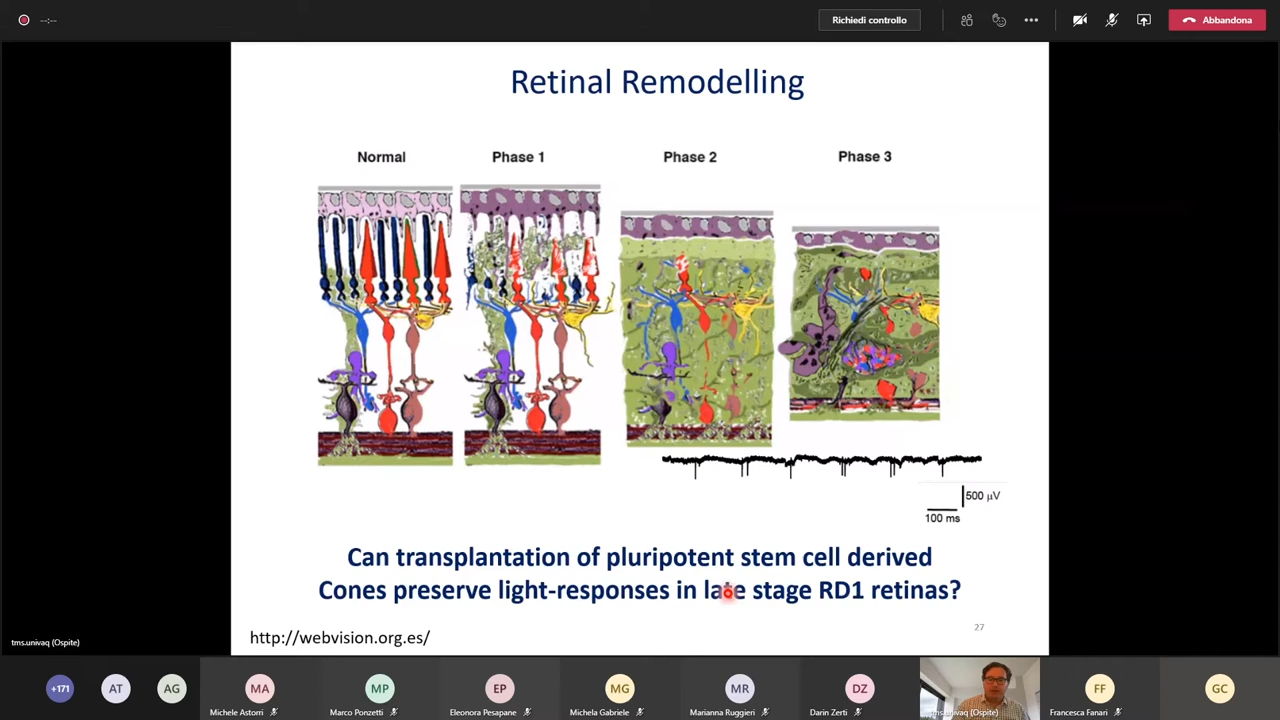 --:--
Richiedi controllo
Abbandona
Retinal Remodelling
Normal
Phase 1
Phase 2
Phase 3
500 µV
100 ms
Can transplantation of pluripotent stem cell derived
Cones preserve light-responses in late stage RD1 retinas?
27
http://webvision.org.es/
tms.univaq (Ospite)
+171
AT
AG
MA
MP
EP
MG
MR
DZ
FF
GC
Michele Astorri
Marco Ponzetti
Eleonora Pesapane
Michela Gabriele
Marianna Ruggieri
Darin Zerti
tms.univaq (Ospite)
Francesca Fanari